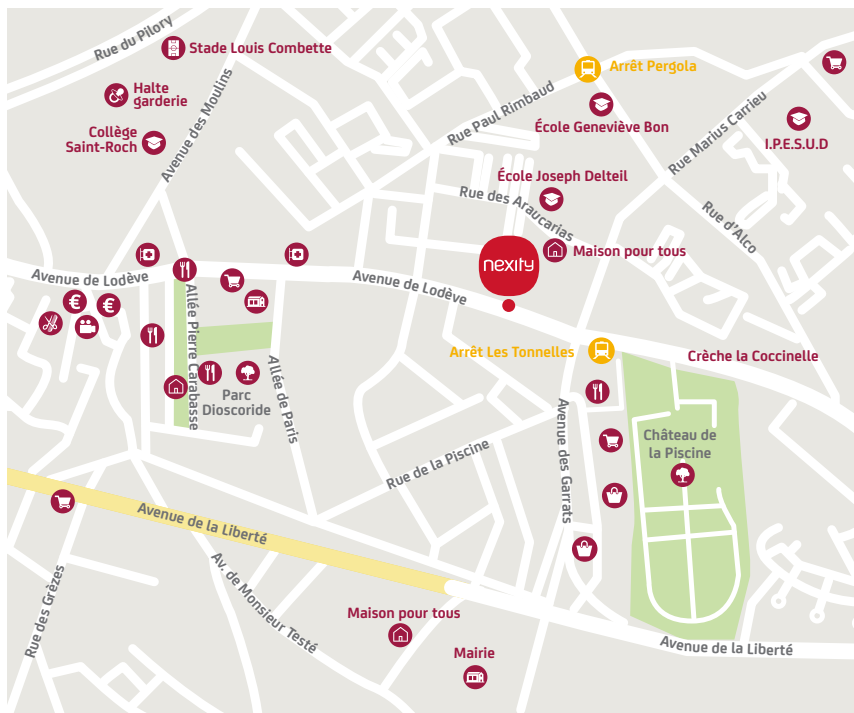 Rue du Pilory
Stade Louis Combette
Arrêt Pergola
Halte
garderie
Avenue des Moulins
Rue Paul Rimbaud
École Geneviève Bon
Rue Marius Carrieu
I.P.E.SU.D
Collège
Saint-Roch
École Joseph Delteil
Rue des Araucarias
Rue d'Alco
nexity
Maison pour tous
Avenue de Lodève
Avenue de Lodève
€
€
Allée Pierre Carabasse
Arrêt Les Tonnelles
Crèche la Coccinelle
Allée de Paris
Parc
Dioscoride
Avenue des Garrats
Château de
la Piscine
Rue de la Piscine
Avenue de la Liberté
Rue des Grèzes
Av. de Monsieur Testé
Maison pour tous
Mairie
Avenue de la Liberté